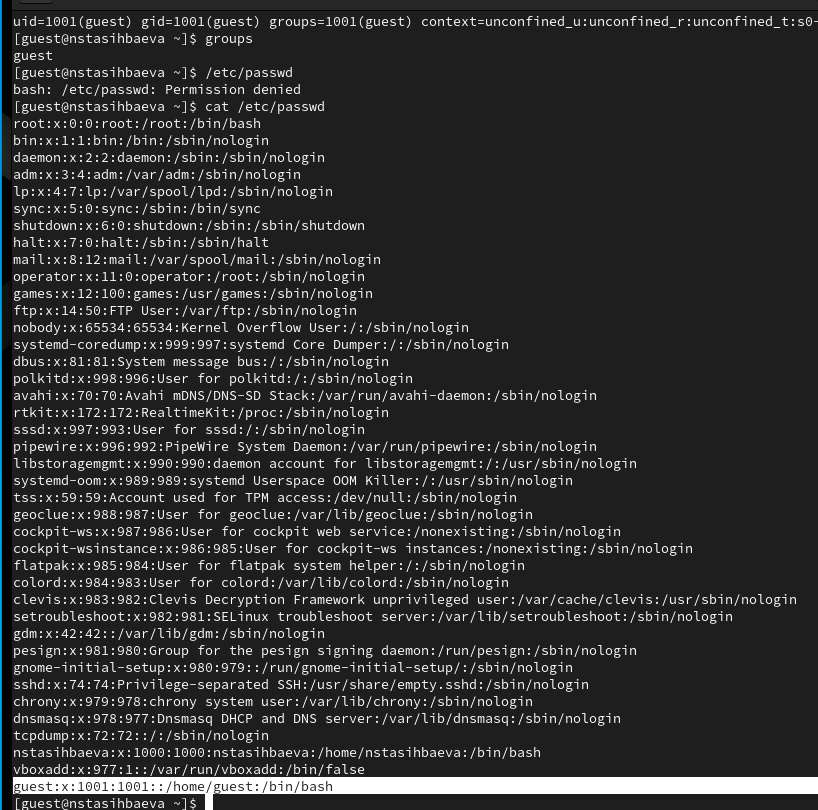 uid=1001(guest) gid=1001(guest) groups=1001(guest) context=unconfined_u:unconfined_r:unconfined_t:s0-
[guest@nstasihbaeva ~]$ groups
guest
[guest@nstasihbaeva ~]$ /etc/passwd
bash: /etc/passwd: Permission denied
[guest@nstasihbaeva ~]$ cat /etc/passwd
root:x:0:0:root:/root:/bin/bash
bin:x:1:1:bin:/bin:/sbin/nologin
daemon:x:2:2:daemon:/sbin:/sbin/nologin
adm:x:3:4:adm:/var/adm:/sbin/nologin
lp:x:4:7:lp:/var/spool/lpd:/sbin/nologin
sync:x:5:0:sync:/sbin:/bin/sync
shutdown:x:6:0:shutdown:/sbin:/sbin/shutdown
halt:x:7:0:halt:/sbin:/sbin/halt
mail:x:8:12:mail:/var/spool/mail:/sbin/nologin
operator:x:11:0:operator:/root:/sbin/nologin
games:x:12:100:games:/usr/games:/sbin/nologin
ftp:x:14:50:FTP User:/var/ftp:/sbin/nologin
nobody:x:65534:65534:Kernel Overflow User:/:/sbin/nologin
systemd-coredump:x:999:997:systemd Core Dumper:/:/sbin/nologin
dbus:x:81:81:System message bus:/:/sbin/nologin
polkitd:x:998:996:User for polkitd:/:/sbin/nologin
avahi:x:70:70:Avahi mDNS/DNS-SD Stack:/var/run/avahi-daemon:/sbin/nologin
rtkit:x:172:172:RealtimeKit:/proc:/sbin/nologin
sssd:x:997:993:User for sssd:/:/sbin/nologin
pipewire:x:996:992:PipeWire System Daemon:/var/run/pipewire:/sbin/nologin
libstoragemgmt:x:990:990:daemon account for libstoragemgmt:/:/usr/sbin/nologin
systemd-oom:x:989:989:systemd Userspace OOM Killer:/:/usr/sbin/nologin
tss:x:59:59:Account used for TPM access:/dev/null:/sbin/nologin
geoclue:x:988:987:User for geoclue:/var/lib/geoclue:/sbin/nologin
cockpit-ws:x:987:986:User for cockpit web service:/nonexisting:/sbin/nologin
cockpit-wsinstance:x:986:985:User for cockpit-ws instances:/nonexisting:/sbin/nologin
flatpak:x:985:984:User for flatpak system helper:/:/sbin/nologin
colord:x:984:983:User for colord:/var/lib/colord:/sbin/nologin
clevis:x:983:982:Clevis Decryption Framework unprivileged user:/var/cache/clevis:/usr/sbin/nologin
setroubleshoot:x:982:981:SELinux troubleshoot server:/var/lib/setroubleshoot:/sbin/nologin
gdm:x:42:42::/var/lib/gdm:/sbin/nologin
pesign:x:981:980:Group for the pesign signing daemon:/run/pesign:/sbin/nologin
gnome-initial-setup:x:980:979::/run/gnome-initial-setup/:/sbin/nologin
sshd:x:74:74:Privilege-separated SSH:/usr/share/empty.sshd:/sbin/nologin
chrony:x:979:978:chrony system user:/var/lib/chrony:/sbin/nologin
dnsmasq:x:978:977:Dnsmasq DHCP and DNS server:/var/lib/dnsmasq:/sbin/nologin
tcpdump:x:72:72::/:/sbin/nologin
nstasihbaeva:x:1000:1000:nstasihbaeva:/home/nstasihbaeva:/bin/bash
vboxadd:x:977:1::/var/run/vboxadd:/bin/false
guest:x:1001:1001::/home/guest:/bin/bash
[guest@nstasihbaeva ~]$